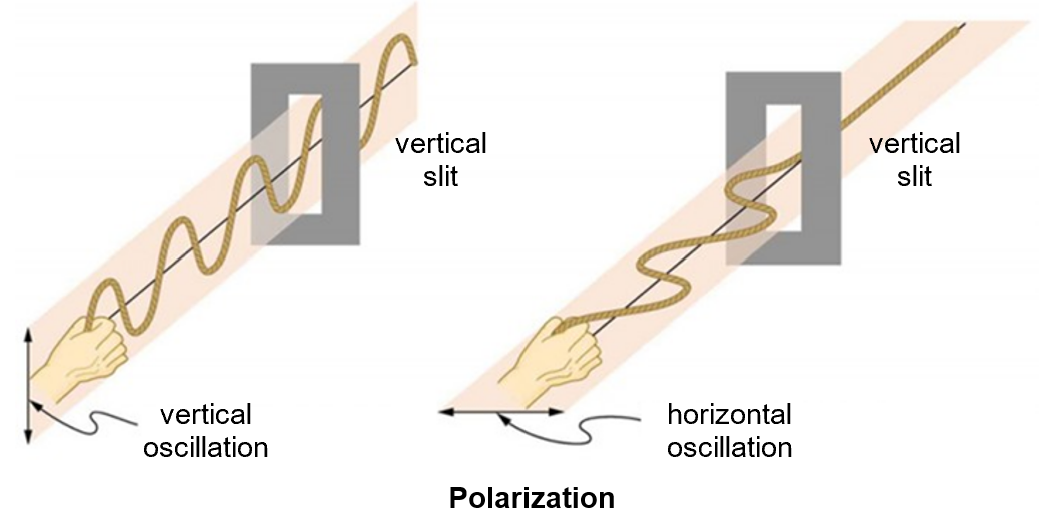 vertical
slit
vertical
slit
vertical
oscillation
horizontal
oscillation
Polarization